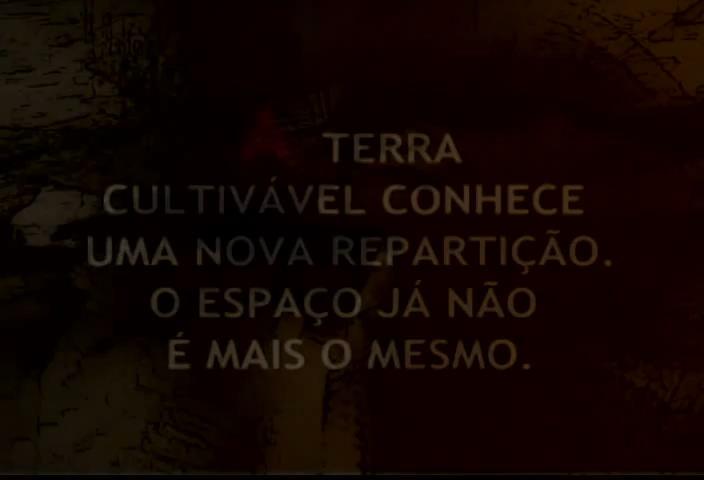 A TERRA
CULTIVÁVEL CONHECE
UMA NOVA REPARTIÇÃO.
O ESPAÇO JÁ NÃO
É MAIS O MESMO.